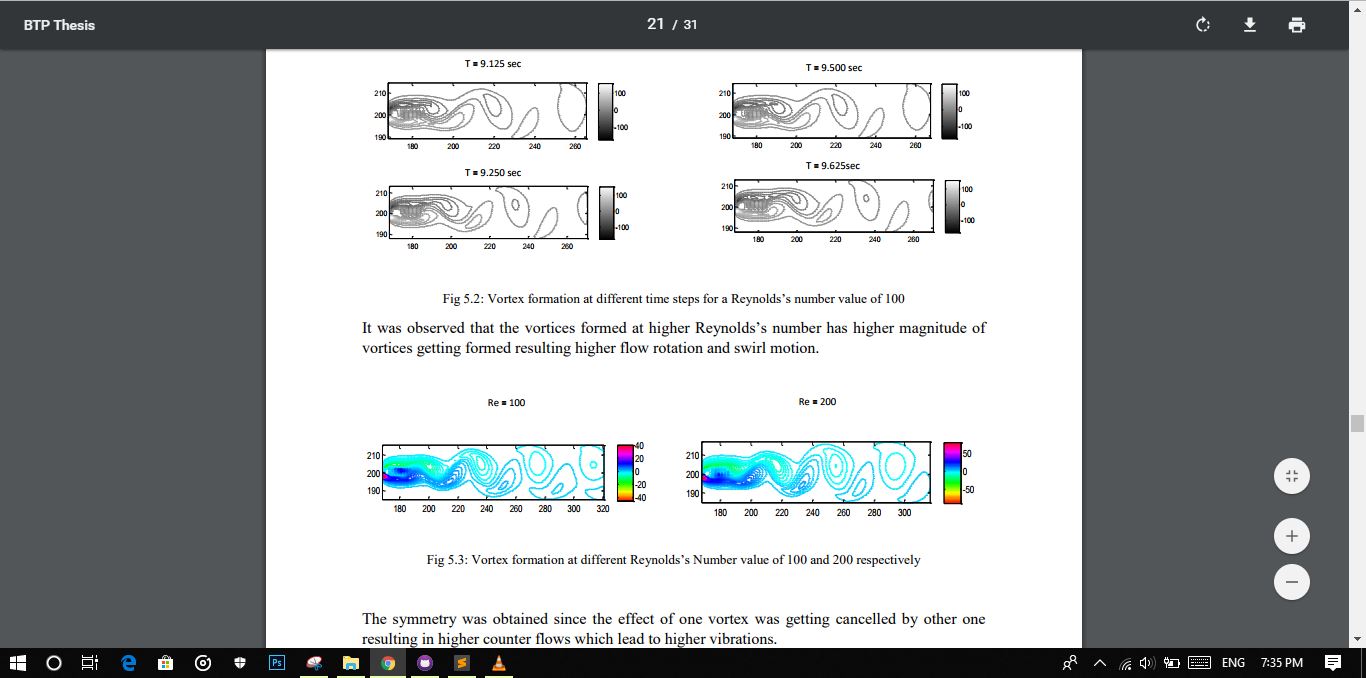 BTP Thesis
21 / 31
T = 9.125 sec
T = 9.500 sec
210
200
190
180 200 220 240 260
100
0
-100
210
200
190
180 200 220 240 260
100
0
-100
T = 9.250 sec
T = 9.625sec
210
200
190
180 200 220 240 260
100
0
-100
210
200
190
180 200 220 240 260
100
0
-100
Fig 5.2: Vortex formation at different time steps for a Reynolds's number value of 100
It was observed that the vortices formed at higher Reynolds's number has higher magnitude of
vortices getting formed resulting higher flow rotation and swirl motion.
Re = 100
Re = 200
210
200
190
180 200 220 240 260 280 300 320
40
20
0
-20
-40
210
200
190
180 200 220 240 260 280 300
50
0
-50
Fig 5.3: Vortex formation at different Reynolds's Number value of 100 and 200 respectively
The symmetry was obtained since the effect of one vortex was getting cancelled by other one
resulting in higher counter flows which lead to higher vibrations.
Ps
S
ENG
7:35 PM